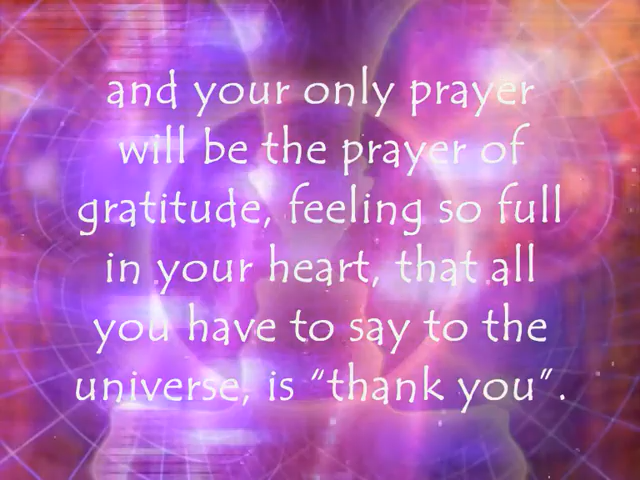 and your only prayer
will be the prayer of
gratitude, feeling so full
in your heart, that all
you have to say to the
universe, is “thank you”.